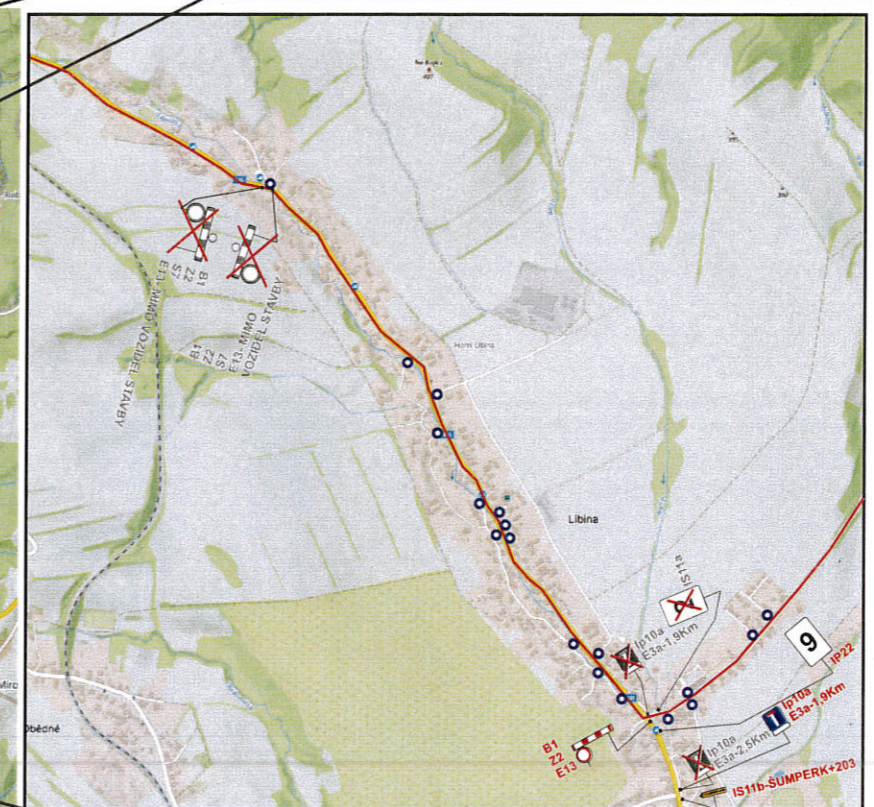 B1
Z2
S7
E13- MIMO VOZIDEL STAVBY
B1
Z2
S7
E13- MIMO
VOZIDEL STAVBY
Horní Libina
Libina
IS11a
Ip10a
E3a-1,9Km
9
IP22
Ip10a
E3a-1,9Km
B1
Z2
E13
Ip10a
E3a-2,5Km
IS11b-ŠUMPERK+203
Obědné